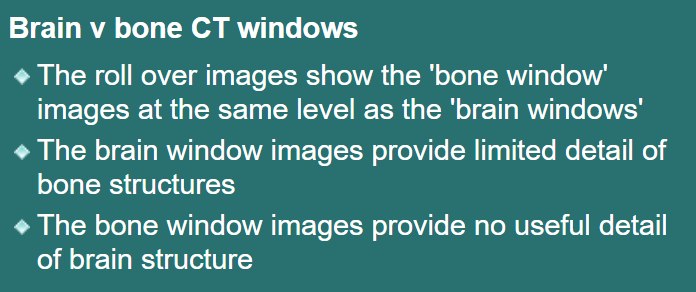 Brain v bone CT windows
The roll over images show the 'bone window'
images at the same level as the 'brain windows'
The brain window images provide limited detail of
bone structures
The bone window images provide no useful detail
of brain structure